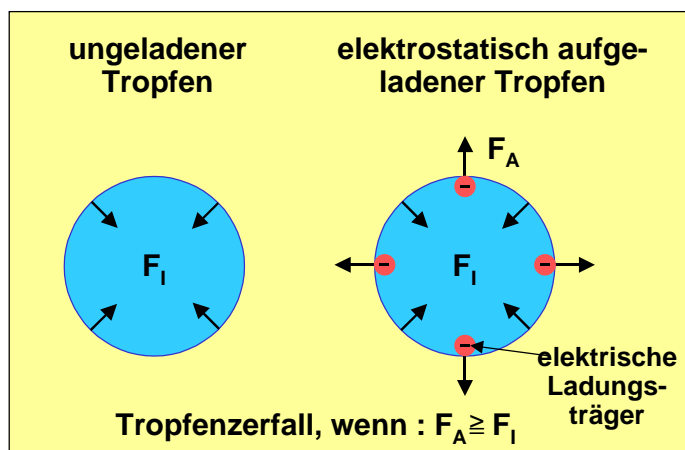 ungeladener
Tropfen
elektrostatisch aufge-
ladener Tropfen
F_A
-
F_I
-
F_I
-
-
elektrische
Ladungs-
träger
Tropfenzerfall, wenn : F_A ≧ F_I